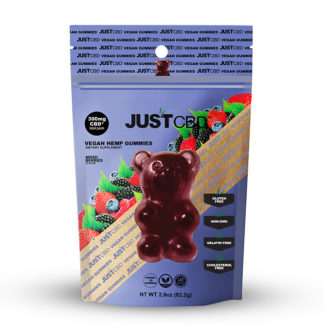 JUSTCBD VEGAN GUMMIES
300mg
CBD
JUSTCBD
VEGAN HEMP GUMMIES
DIETARY SUPPLEMENT
MIXED
BERRIES
GLUTEN
FREE
NON-GMO
GELATIN FREE
CHOLESTEROL
FREE
NT WT 2.9oz (82.2g)